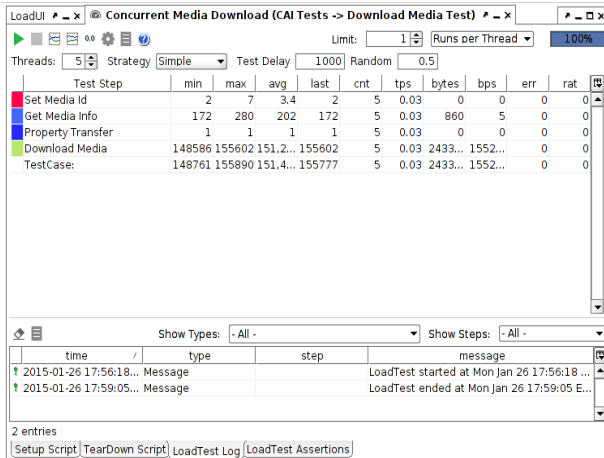 LoadUI Concurrent Media Download (CAI Tests -> Download Media Test)
0.0 Limit: 1 Runs per Thread 100%
Threads: 5 Strategy Simple Test Delay 1000 Random 0.5
Test Step min max avg last cnt tps bytes bps err rat
Set Media Id 2 7 3.4 2 5 0.03 0 0 0 0
Get Media Info 172 280 202 172 5 0.03 860 5 0 0
Property Transfer 1 1 1 1 5 0.03 0 0 0 0
Download Media 148586 155602 151,2... 155602 5 0.03 2433... 1552... 0 0
TestCase: 148761 155890 151,4... 155777 5 0.03 2433... 1552... 0 0
Show Types: - All - Show Steps: - All -
time / type step message
2015-01-26 17:56:18... Message LoadTest started at Mon Jan 26 17:56:18 ...
2015-01-26 17:59:05... Message LoadTest ended at Mon Jan 26 17:59:05 E...
2 entries
Setup Script TearDown Script LoadTest Log LoadTest Assertions